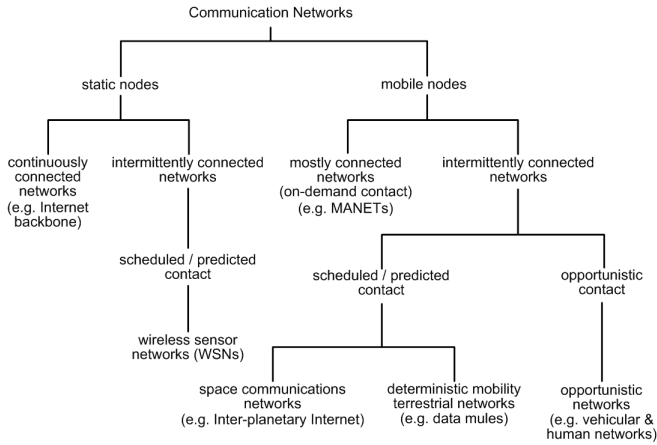 Communication Networks
static nodes
mobile nodes
continuously
connected
networks
(e.g. Internet
backbone)
intermittently connected
networks
mostly connected
networks
(on-demand contact)
(e.g. MANETs)
intermittently connected
networks
scheduled / predicted
contact
scheduled / predicted
contact
opportunistic
contact
wireless sensor
networks (WSNs)
space communications
networks
(e.g. Inter-planetary Internet)
deterministic mobility
terrestrial networks
(e.g. data mules)
opportunistic
networks
(e.g. vehicular &
human networks)